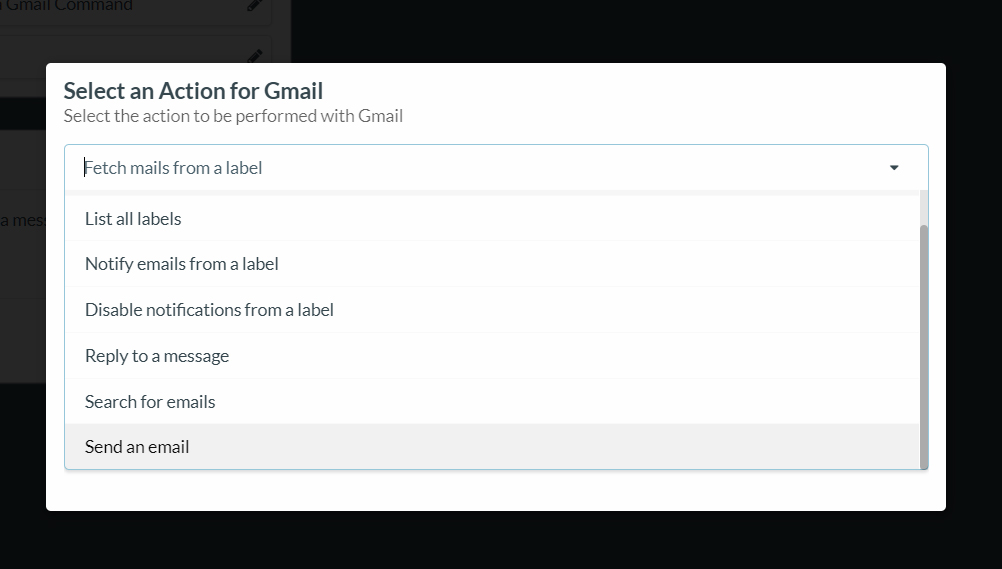 Gmail Command
Select an Action for Gmail
Select the action to be performed with Gmail
Fetch mails from a label
List all labels
Notify emails from a label
a mess
Disable notifications from a label
Reply to a message
Search for emails
Send an email